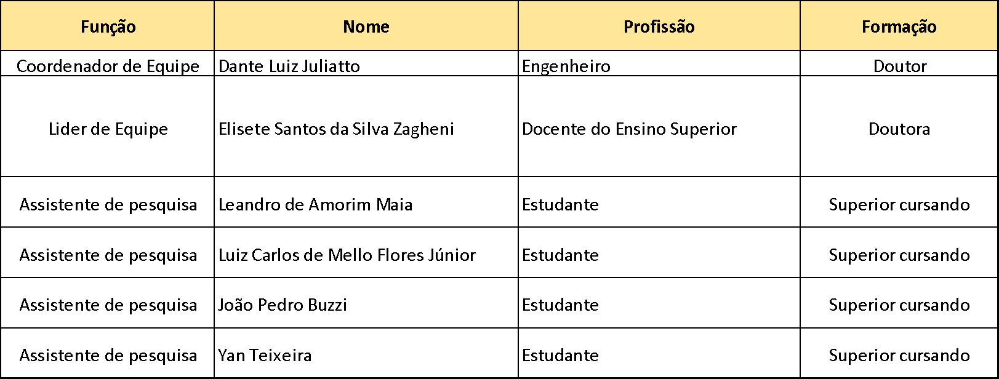 Função Nome Profissão Formação
Coordenador de Equipe Dante Luiz Juliatto Engenheiro Doutor
Lider de Equipe Elisete Santos da Silva Zagheni Docente do Ensino Superior Doutora
Assistente de pesquisa Leandro de Amorim Maia Estudante Superior cursando
Assistente de pesquisa Luiz Carlos de Mello Flores Júnior Estudante Superior cursando
Assistente de pesquisa João Pedro Buzzi Estudante Superior cursando
Assistente de pesquisa Yan Teixeira Estudante Superior cursando